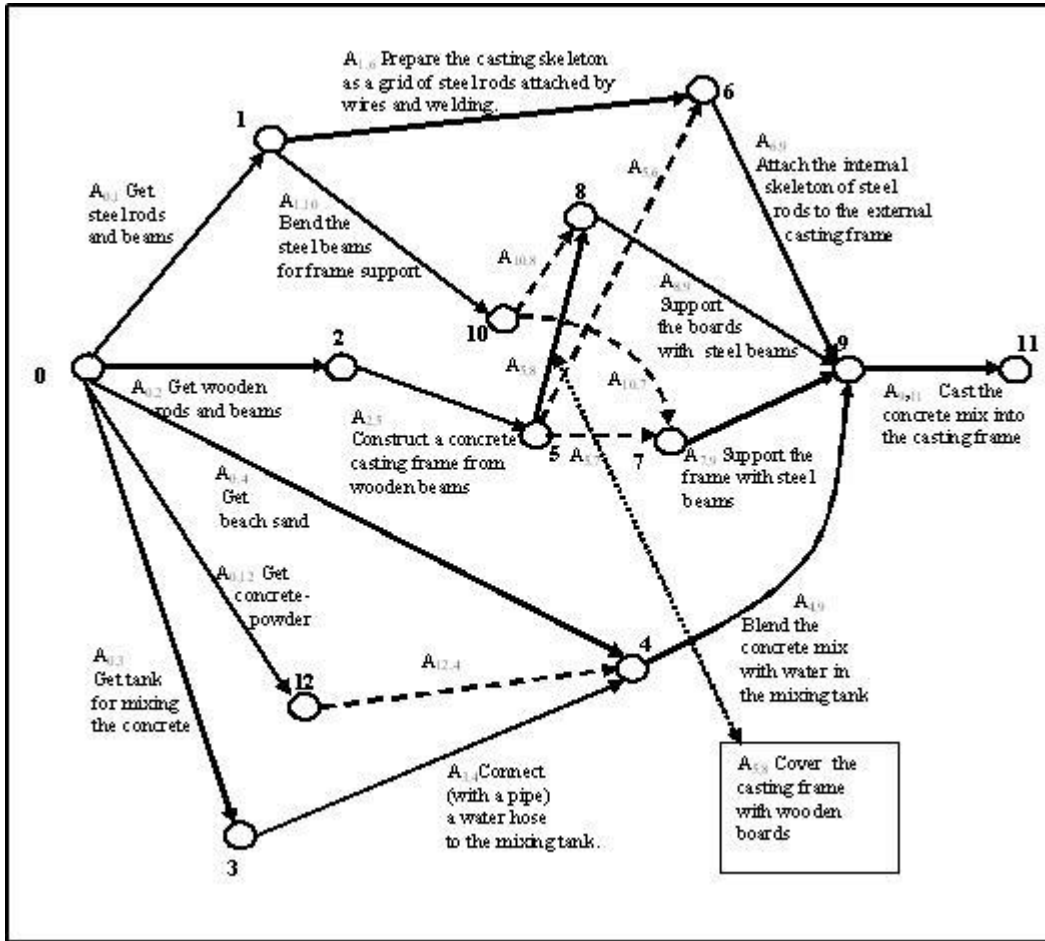 A1,6 Prepare the casting skeleton
as a grid of steel rods attached by
wires and welding.
6
1
A6,9
Attach the internal
skeleton of steel
rods to the external
casting frame
A5,6
A0,1 Get
steel rods
and beams
A1,10
Bend the
steel beams
for frame support
8
A10,8
A8,9
Support
the boards
with steel beams
10
2
9
11
0
A5,8
A10,7
A0,2 Get wooden
rods and beams
A9,11 Cast the
concrete mix into
the casting frame
A2,5
Construct a concrete
casting frame from
wooden beams
5
A5,7
7
A7,9 Support the
frame with steel
beams
A0,4
Get
beach sand
A0,12 Get
concrete-
powder
A4,9
Blend the
concrete mix
with water in
the mixing tank
A0,3
Get tank
for mixing
the concrete
4
A12,4
12
A3,4 Connect
(with a pipe)
a water hose
to the mixing tank.
3
A5,8 Cover the
casting frame
with wooden
boards